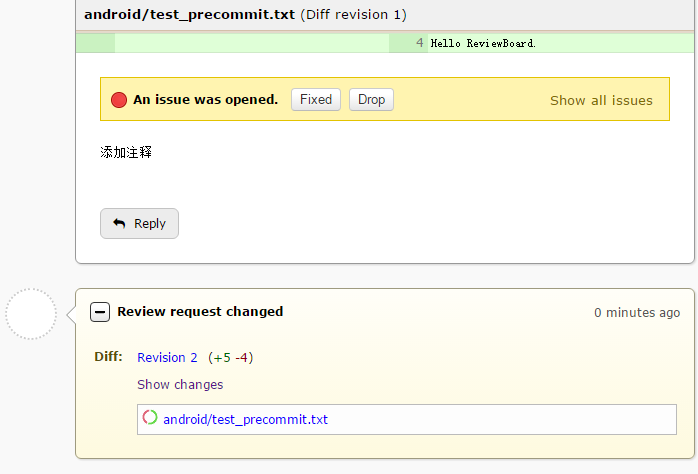 android/test_precommit.txt (Diff revision 1)
4 Hello ReviewBoard.
An issue was opened. Fixed Drop Show all issues
添加注释
Reply
Review request changed 0 minutes ago
Diff: Revision 2 (+5 -4)
Show changes
android/test_precommit.txt